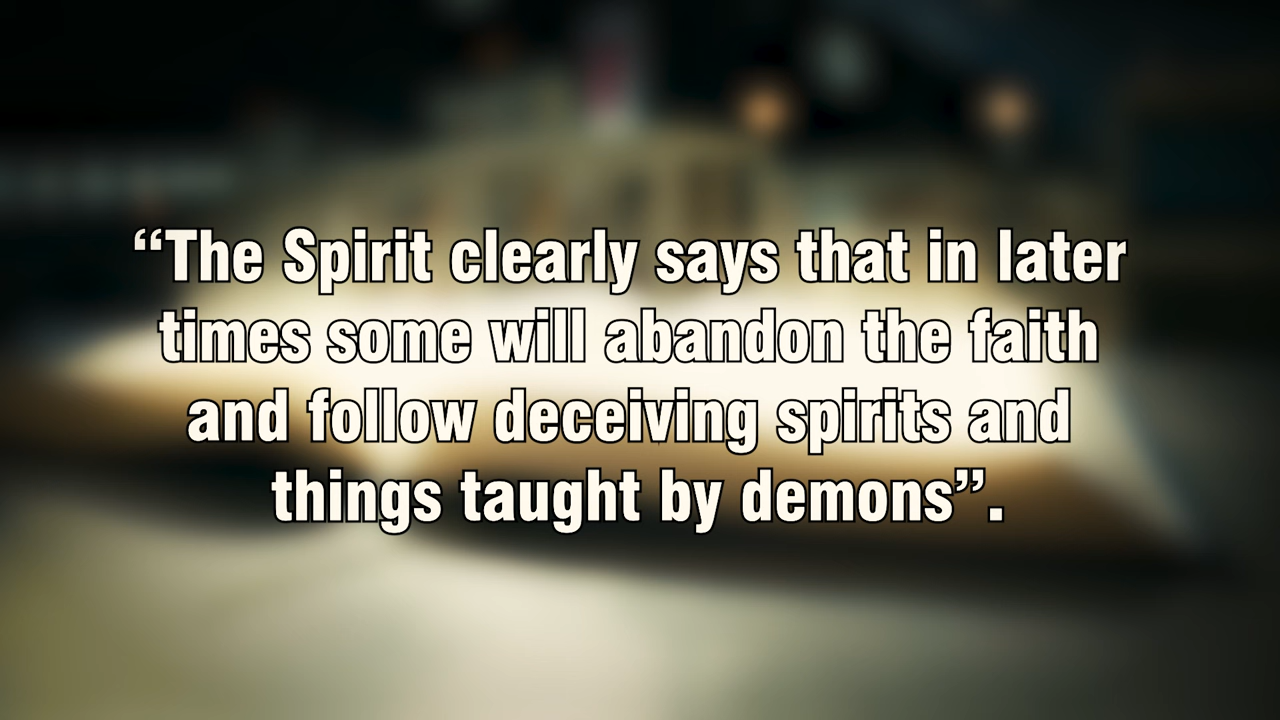 “The Spirit clearly says that in later
times some will abandon the faith
and follow deceiving spirits and
things taught by demons”.